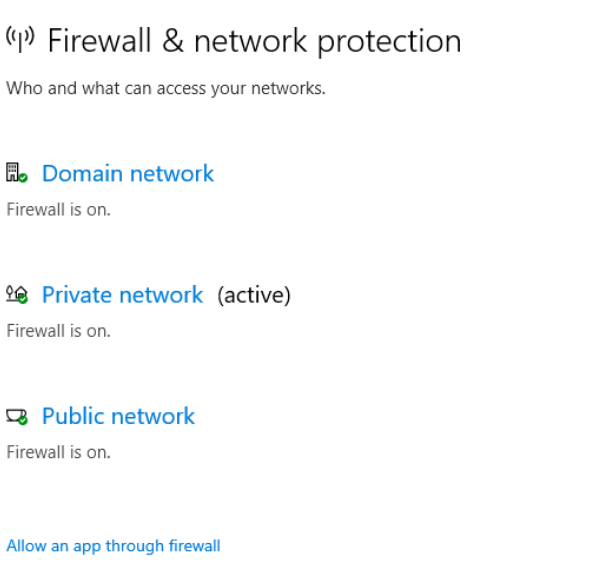 Firewall & network protection
Who and what can access your networks.
Domain network
Firewall is on.
Private network (active)
Firewall is on.
Public network
Firewall is on.
Allow an app through firewall